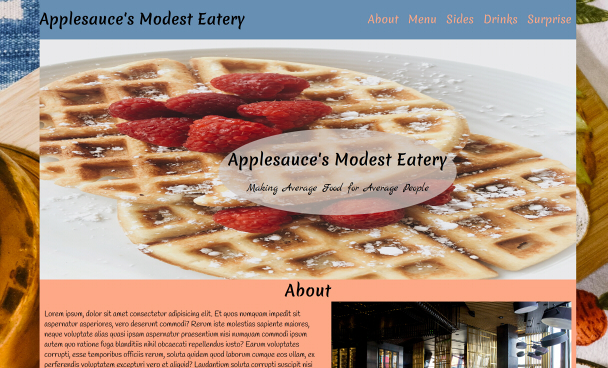 Applesauce's Modest Eatery
About Menu Sides Drinks Surprise
Applesauce's Modest Eatery
Making Average Food for Average People
About
Lorem ipsum, dolor sit amet consectetur adipisicing elit. Et quos numquam impedit sit
aspernatur asperiores, vero deserunt commodi? Rerum iste molestias sapiente maiores,
neque voluptate alias quasi ipsam aspernatur praesentium nisi numquam commodi ipsum
autem quo ratione fuga blanditiis nihil obcaecati repellendus iusto? Earum voluptates
corrupti, esse temporibus officiis rerum, soluta quidem quod laborum cumque eos ullam, ex
perferendis voluptatem excepturi vero et aliquid? Laudantium soluta corrupti suscipit nisi